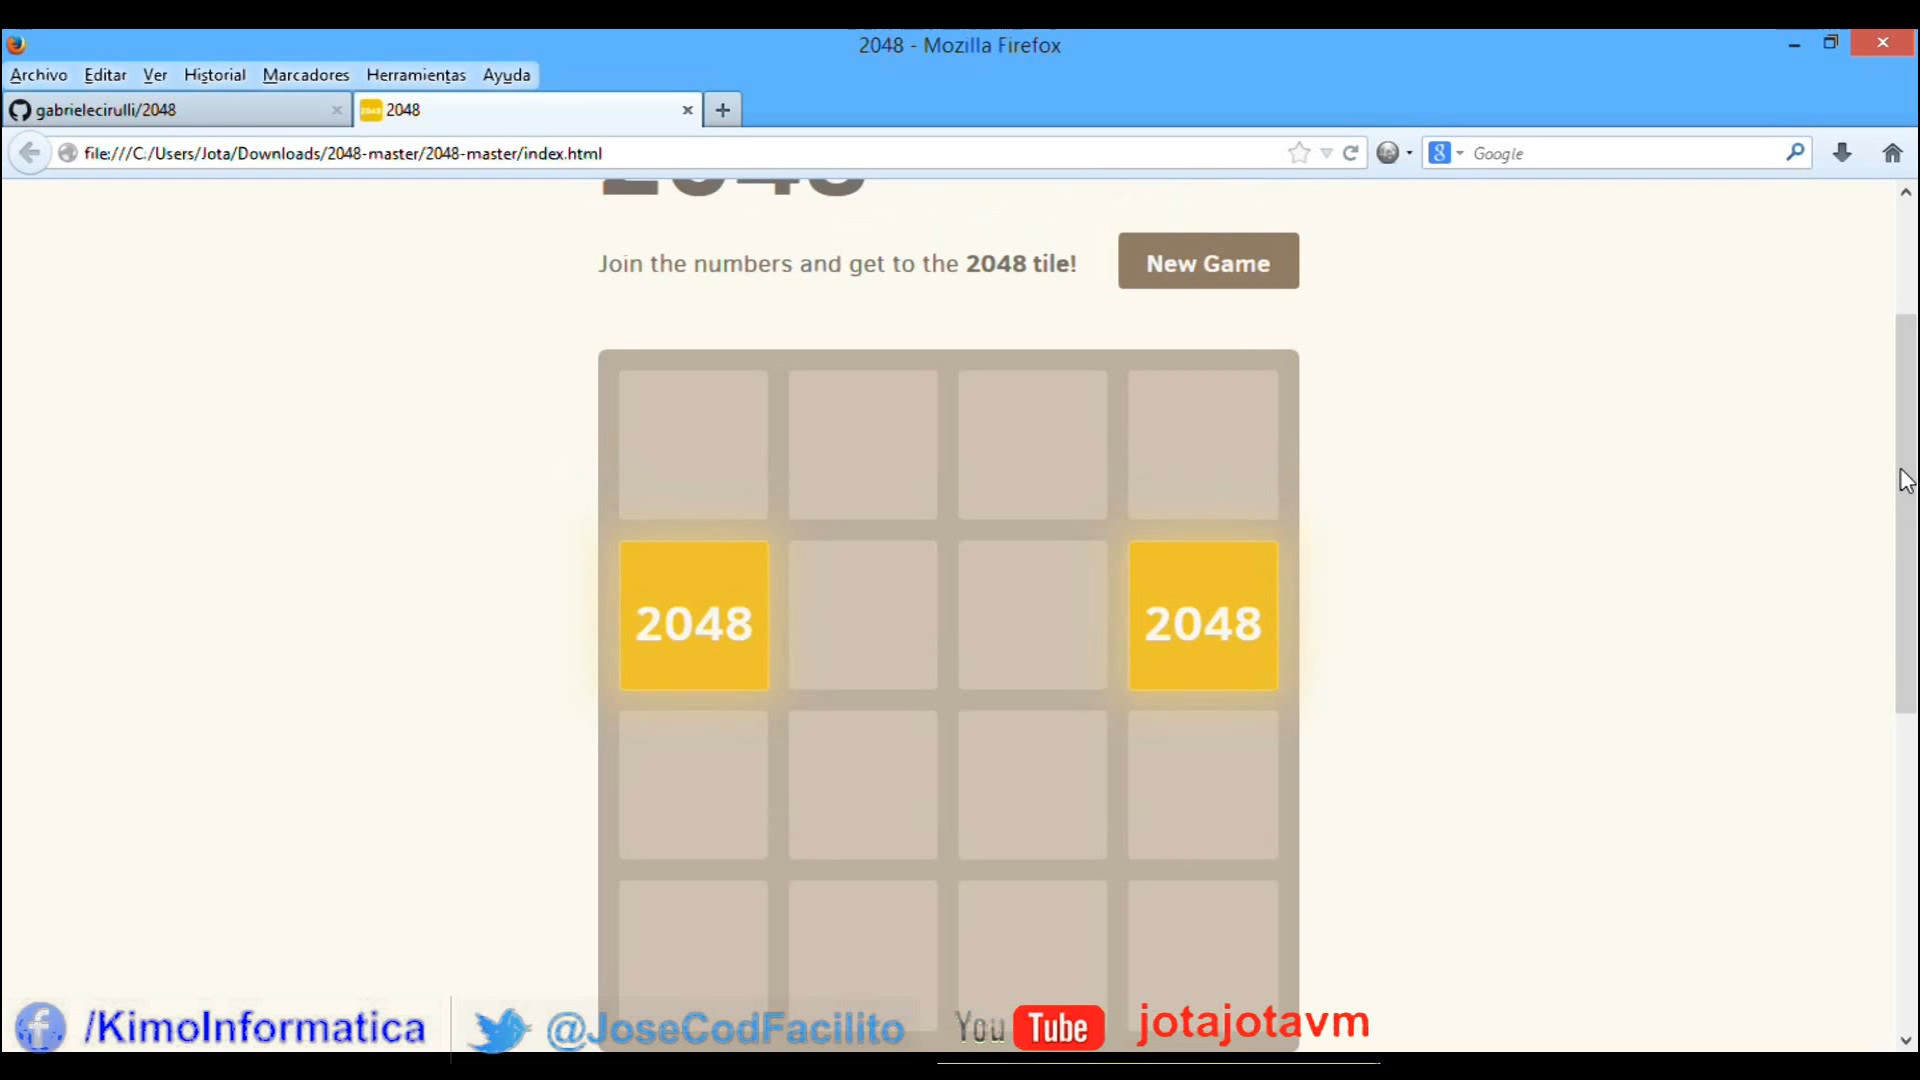 2048 - Mozilla Firefox
Archivo Editar Ver Historial Marcadores Herramientas Ayuda
gabrielecirulli/2048
2048
file:///C:/Users/Jota/Downloads/2048-master/2048-master/index.html
Google
2048
Join the numbers and get to the 2048 tile!
New Game
2048
2048
/KimoInformatica
@JoseCodFacilito
YouTube
jotajotavm